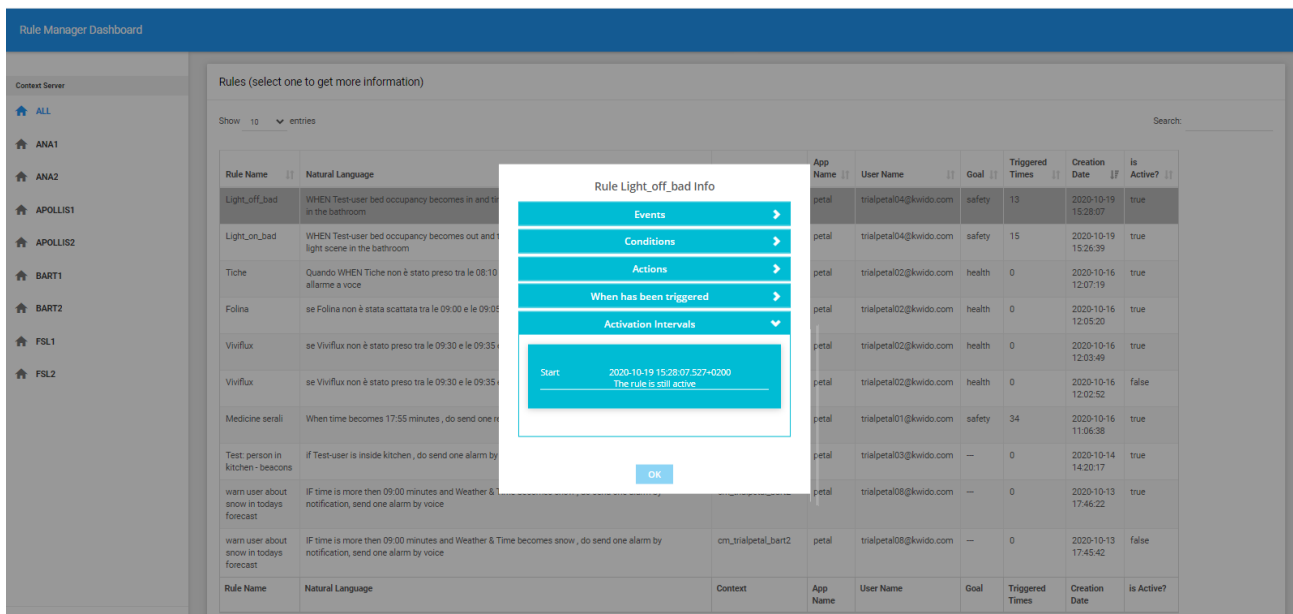 Rule Manager Dashboard
Context Server
ALL
ANA1
ANA2
APOLLIS1
APOLLIS2
BART1
BART2
FSL1
FSL2
Rules (select one to get more information)
Show 10 entries
Search:
Rule Name Natural Language App Name User Name Goal Triggered Times Creation Date is Active?
Light_off_bad WHEN Test-user bed occupancy becomes in and petal trialpetal04@kwido.com safety 13 2020-10-19 true
in the bathroom 15:28:07
Light_on_bad WHEN Test-user bed occupancy becomes out and petal trialpetal04@kwido.com safety 15 2020-10-19 true
light scene in the bathroom 15:26:39
Tiche Quando WHEN Tiche non è stato preso tra le 08:10 petal trialpetal02@kwido.com health 0 2020-10-16 true
allarme a voce 12:07:19
Folina se Folina non è stata scattata tra le 09:00 e le 09:05 petal trialpetal02@kwido.com health 0 2020-10-16 true
12:05:20
Viviflux se Viviflux non è stato preso tra le 09:30 e le 09:35 petal trialpetal02@kwido.com health 0 2020-10-16 true
12:03:49
Viviflux se Viviflux non è stato preso tra le 09:30 e le 09:35 petal trialpetal02@kwido.com health 0 2020-10-16 false
12:02:52
Medicine serali When time becomes 17:55 minutes , do send one petal trialpetal01@kwido.com safety 34 2020-10-16 true
11:06:38
Test: person in if Test-user is inside kitchen , do send one alarm by petal trialpetal03@kwido.com — 0 2020-10-14 true
kitchen - beacons 14:20:17
warn user about IF time is more then 09:00 minutes and Weather & petal trialpetal08@kwido.com — 0 2020-10-13 true
snow in todays notification, send one alarm by voice 17:46:22
forecast
warn user about IF time is more then 09:00 minutes and Weather & Time becomes snow , do send one alarm by cm_trialpetal_bart2 petal trialpetal08@kwido.com — 0 2020-10-13 false
snow in todays notification, send one alarm by voice 17:45:42
forecast
Rule Name Natural Language Context App Name User Name Goal Triggered Times Creation Date is Active?
Rule Light_off_bad Info
Events
Conditions
Actions
When has been triggered
Activation Intervals
Start 2020-10-19 15:28:07.527+0200
The rule is still active
OK